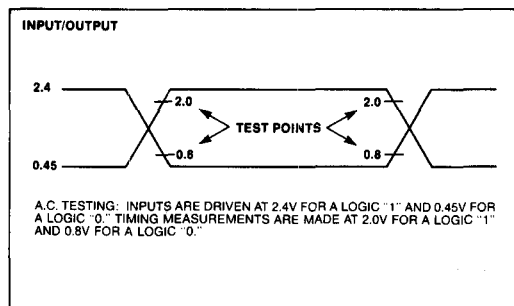 INPUT/OUTPUT
2.4
2.0
2.0
TEST POINTS
0.8
0.8
0.45
A.C. TESTING: INPUTS ARE DRIVEN AT 2.4V FOR A LOGIC "1" AND 0.45V FOR
A LOGIC "0." TIMING MEASUREMENTS ARE MADE AT 2.0V FOR A LOGIC "1"
AND 0.8V FOR A LOGIC "0."